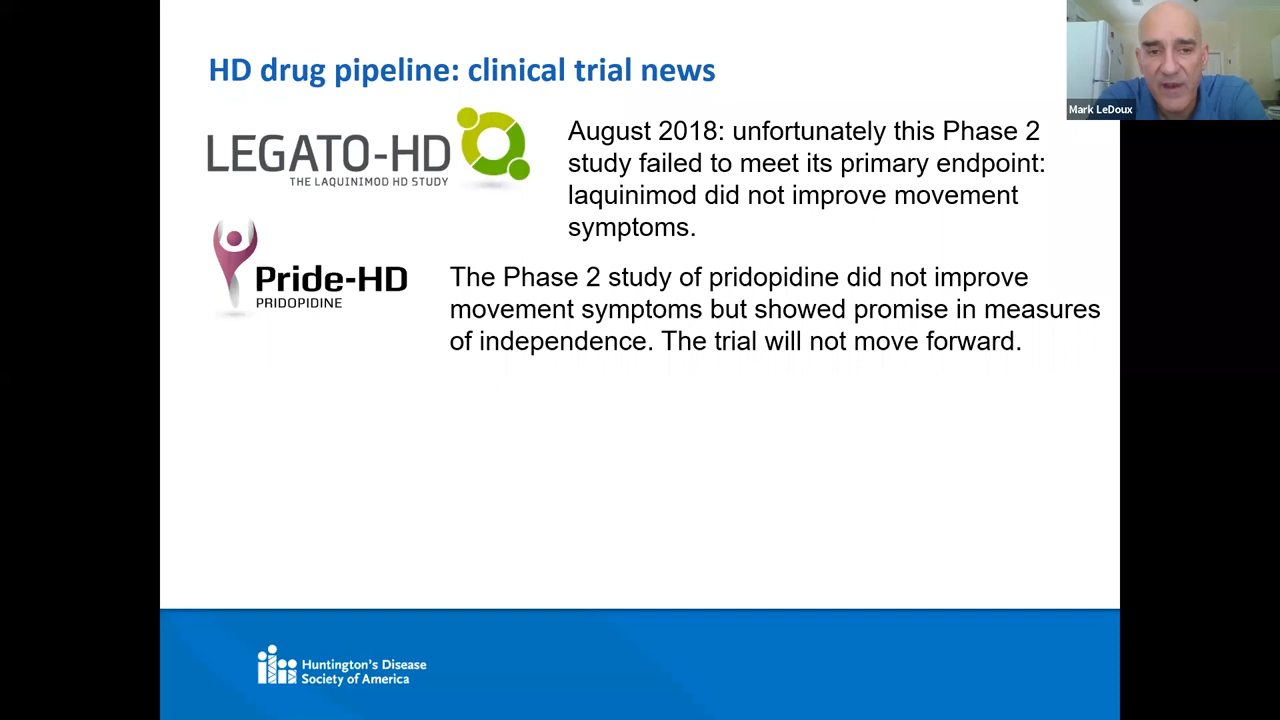 HD drug pipeline: clinical trial news
Mark LeDoux
LEGATO-HD
THE LAQUINIMOD HD STUDY
August 2018: unfortunately this Phase 2
study failed to meet its primary endpoint:
laquinimod did not improve movement
symptoms.
Pride-HD
PRIDOPIDINE
The Phase 2 study of pridopidine did not improve
movement symptoms but showed promise in measures
of independence. The trial will not move forward.
Huntington's Disease
Society of America